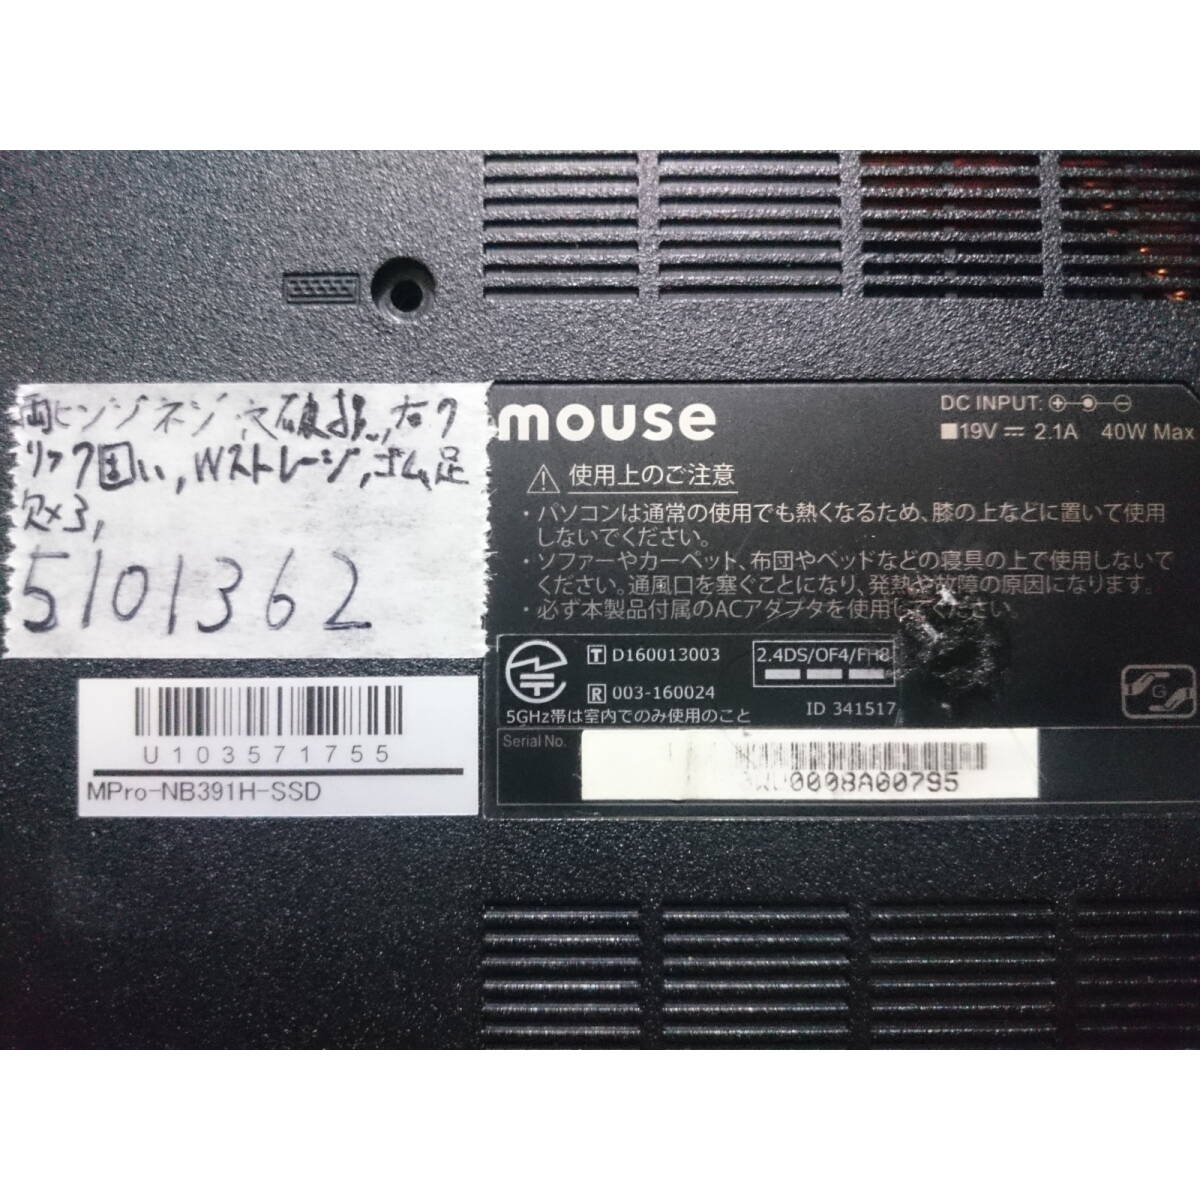 両ヒンジネジ穴破損,右ク
リック固い,Wストレージ,ゴム足
欠×3,
5101362
U103571755
MPro-NB391H-SSD
mouse
DC INPUT:
19V 2.1A 40W Max
使用上のご注意
・パソコンは通常の使用でも熱くなるため、膝の上などに置いて使用
しないでください。
・ソファーやカーペット、布団やベッドなどの寝具の上で使用しないで
ください。通風口を塞ぐことになり、発熱や故障の原因になります。
・必ず本製品付属のACアダプタを使用してください。
T D160013003
R 003-160024
2.4DS/OF4/FH8
5GHz帯は室内でのみ使用のこと
ID 341517
G
Serial No.
0008A00795